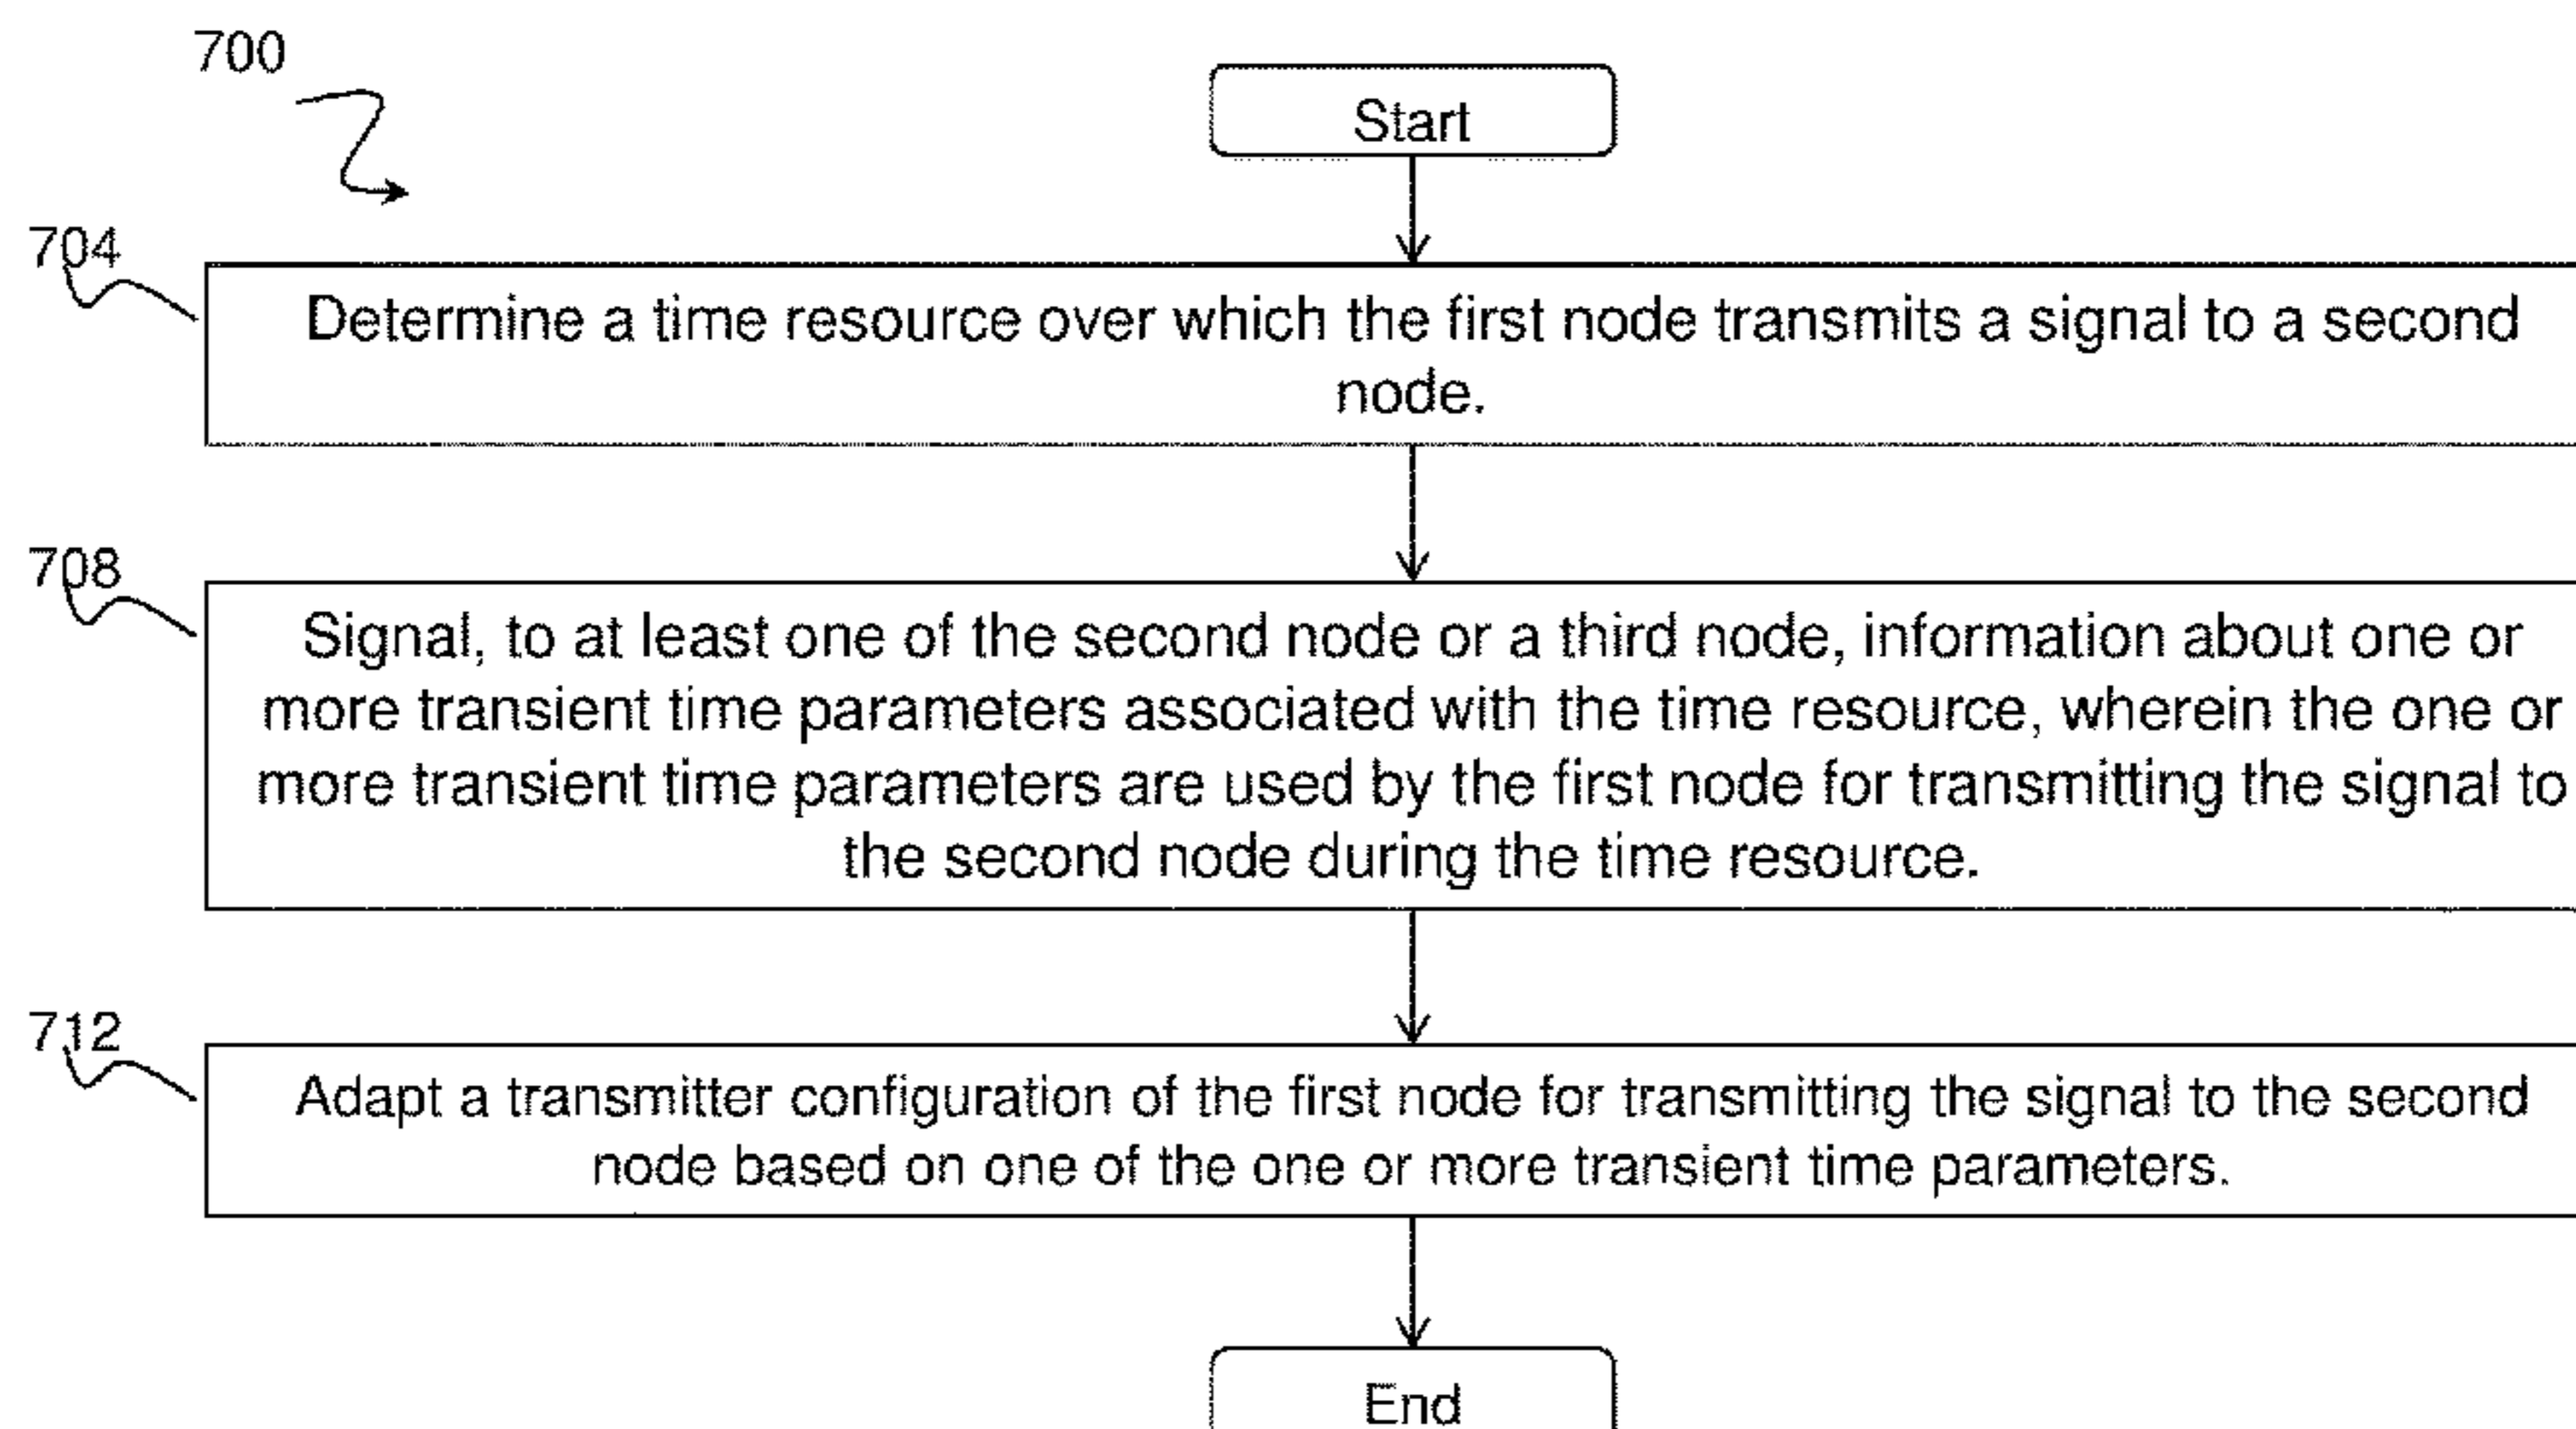 700
Start
704
Determine a time resource over which the first node transmits a signal to a second
node.
708
Signal, to at least one of the second node or a third node, information about one or
more transient time parameters associated with the time resource, wherein the one or
more transient time parameters are used by the first node for transmitting the signal to
the second node during the time resource.
712
Adapt a transmitter configuration of the first node for transmitting the signal to the second
node based on one of the one or more transient time parameters.
End